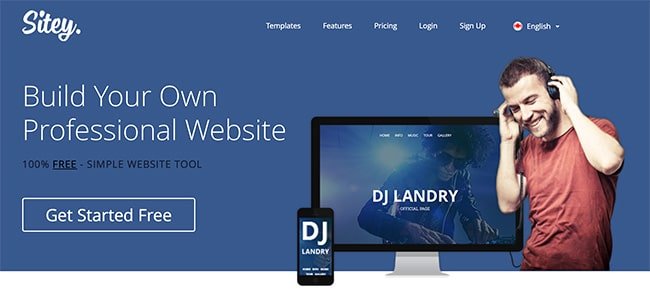 Sitey.
Templates Features Pricing Login Sign Up English
Build Your Own
Professional Website
100% FREE - SIMPLE WEBSITE TOOL
Get Started Free
HOME INFO MUSIC TOUR GALLERY
DJ LANDRY
OFFICIAL PAGE
DJ
LANDRY